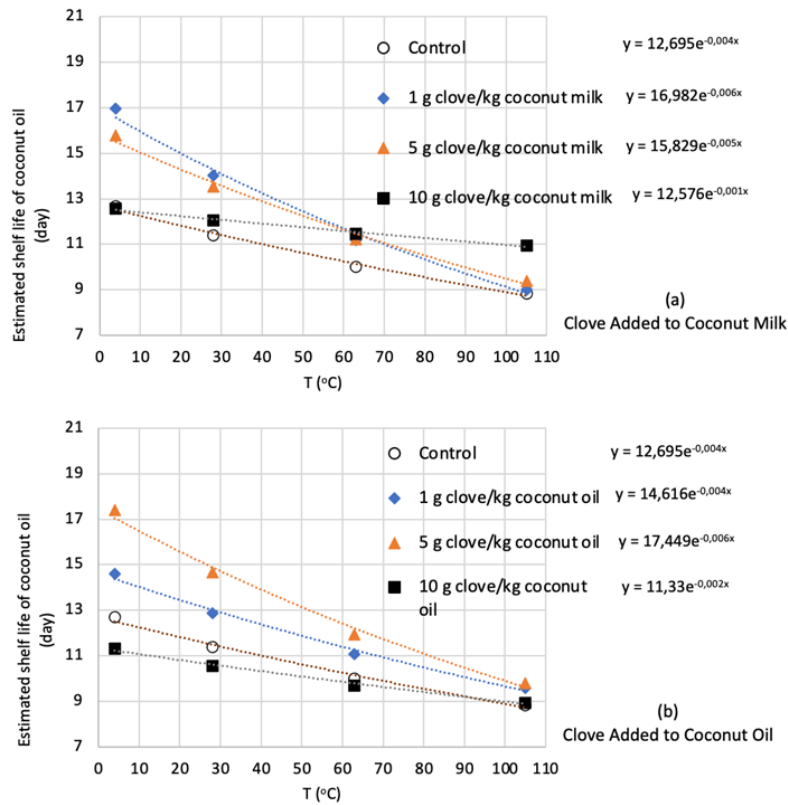 21
19
17
15
13
11
9
7
Estimated shelf life of coconut oil
(day)
0 10 20 30 40 50 60 70 80 90 100 110
T (°C)
Control y = 12,695e^-0,004x
1 g clove/kg coconut milk y = 16,982e^-0,006x
5 g clove/kg coconut milk y = 15,829e^-0,005x
10 g clove/kg coconut milk y = 12,576e^-0,001x
(a)
Clove Added to Coconut Milk
21
19
17
15
13
11
9
7
Estimated shelf life of coconut oil
(day)
0 10 20 30 40 50 60 70 80 90 100 110
T (°C)
Control y = 12,695e^-0,004x
1 g clove/kg coconut oil y = 14,616e^-0,004x
5 g clove/kg coconut oil y = 17,449e^-0,006x
10 g clove/kg coconut y = 11,33e^-0,002x
oil
(b)
Clove Added to Coconut Oil